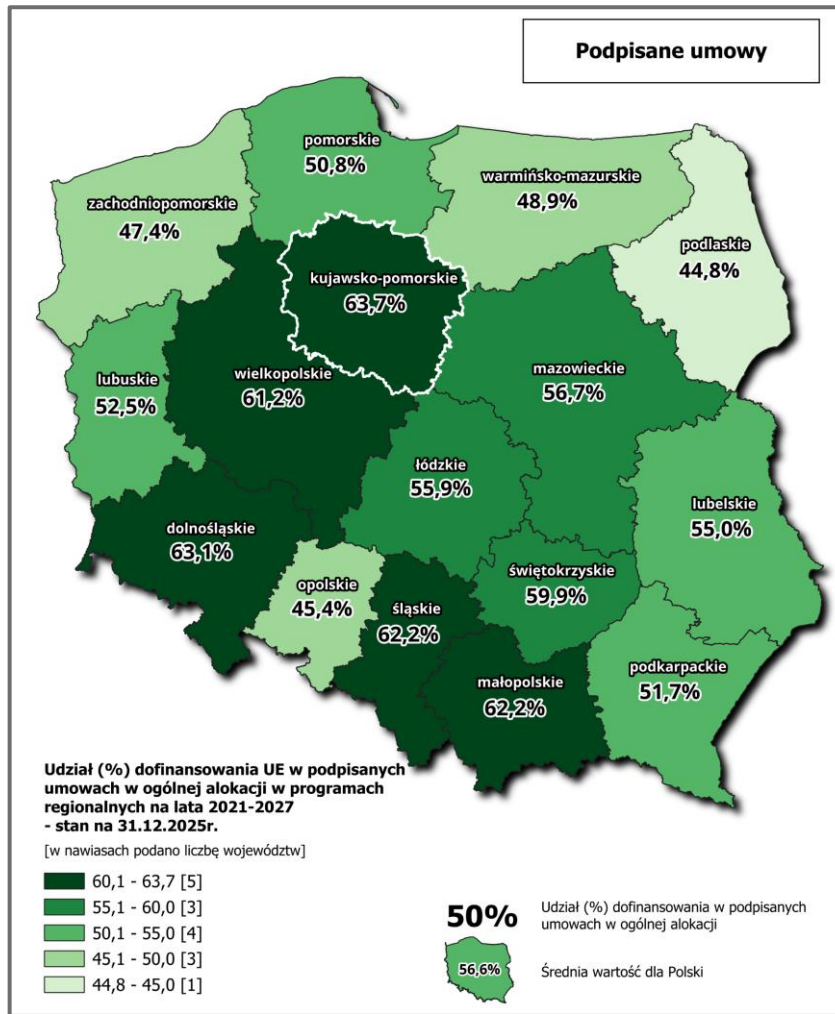 Podpisane umowy
pomorskie
50,8%
warmińsko-mazurskie
48,9%
zachodniopomorskie
47,4%
podlaskie
44,8%
kujawsko-pomorskie
63,7%
mazowieckie
56,7%
wielkopolskie
61,2%
lubuskie
52,5%
łódzkie
55,9%
lubelskie
55,0%
dolnośląskie
63,1%
świętokrzyskie
59,9%
opolskie
45,4%
śląskie
62,2%
podkarpackie
51,7%
małopolskie
62,2%
Udział (%) dofinansowania UE w podpisanych
umowach w ogólnej alokacji w programach
regionalnych na lata 2021-2027
- stan na 31.12.2025r.
[w nawiasach podano liczbę województw]
60,1 - 63,7 [5]
55,1 - 60,0 [3]
50,1 - 55,0 [4]
45,1 - 50,0 [3]
44,8 - 45,0 [1]
50%
Udział (%) dofinansowania w podpisanych
umowach w ogólnej alokacji
56,6%
Średnia wartość dla Polski